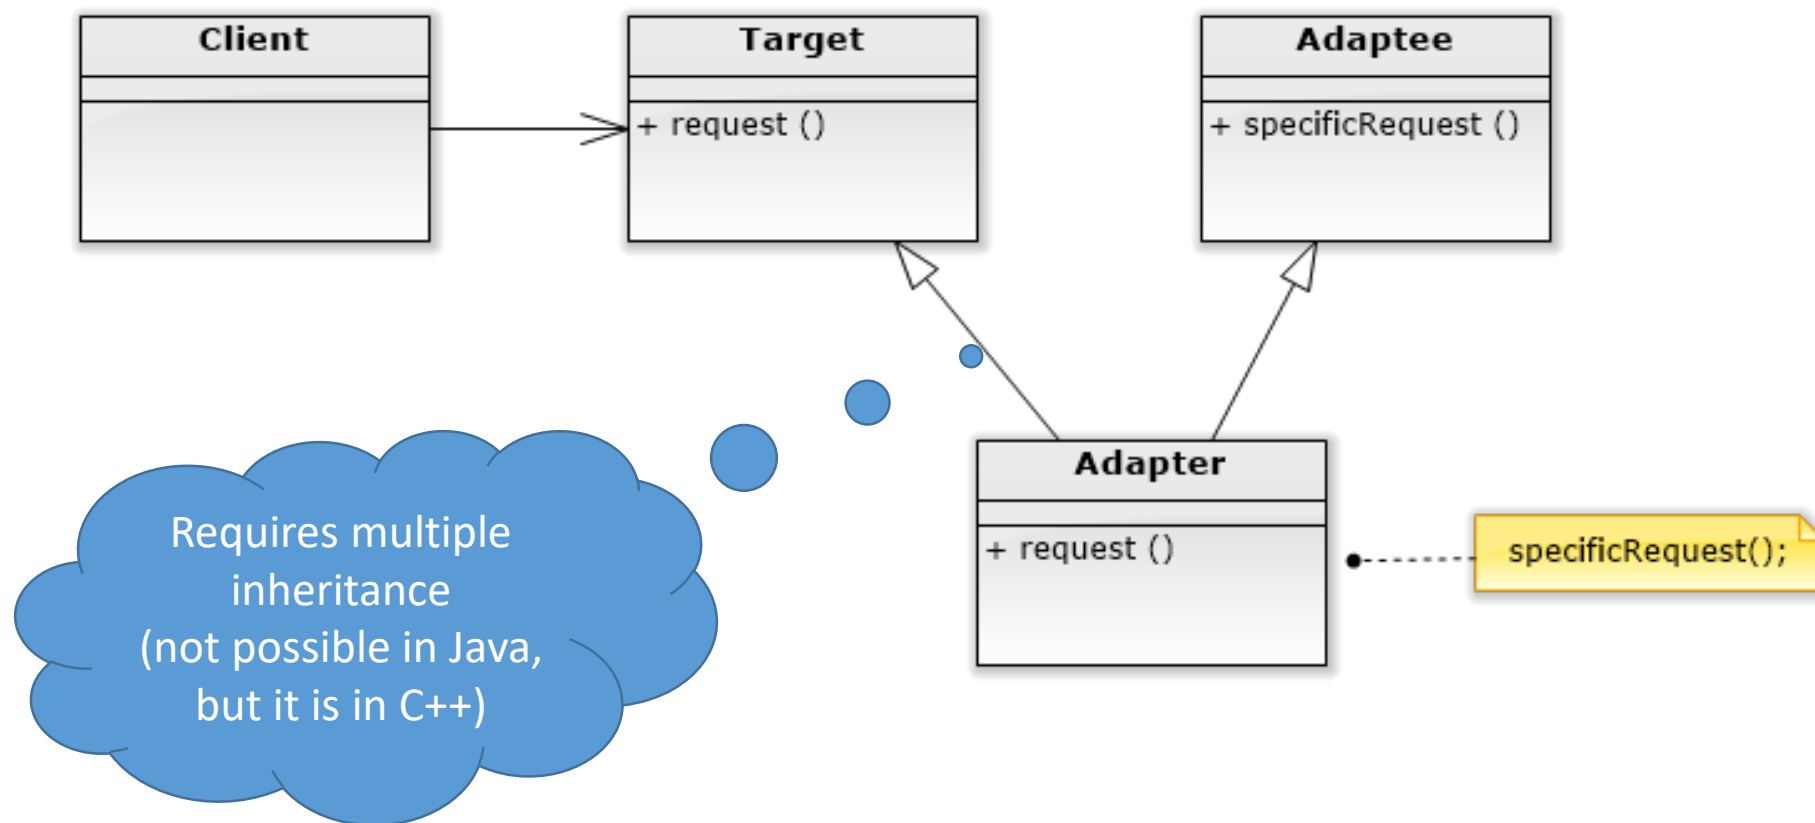 Client
Target
+ request ()
Adaptee
+ specificRequest ()
Adapter
+ request ()
specificRequest();
Requires multiple
inheritance
(not possible in Java,
but it is in C++)